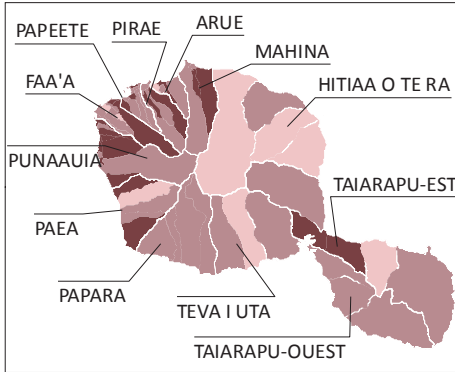 ARUE
PIRAE
PAPEETE
MAHINA
FAA'A
HITIAA O TE RA
PUNAAUIA
TAIARAPU-EST
PAEA
PAPARA
TEVA I UTA
TAIARAPU-OUEST